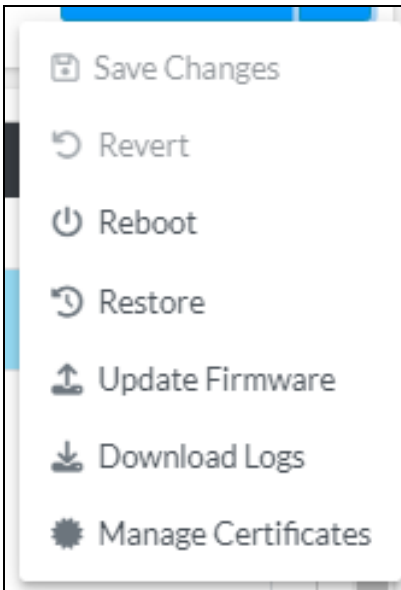 Save Changes
Revert
Reboot
Restore
Update Firmware
Download Logs
Manage Certificates